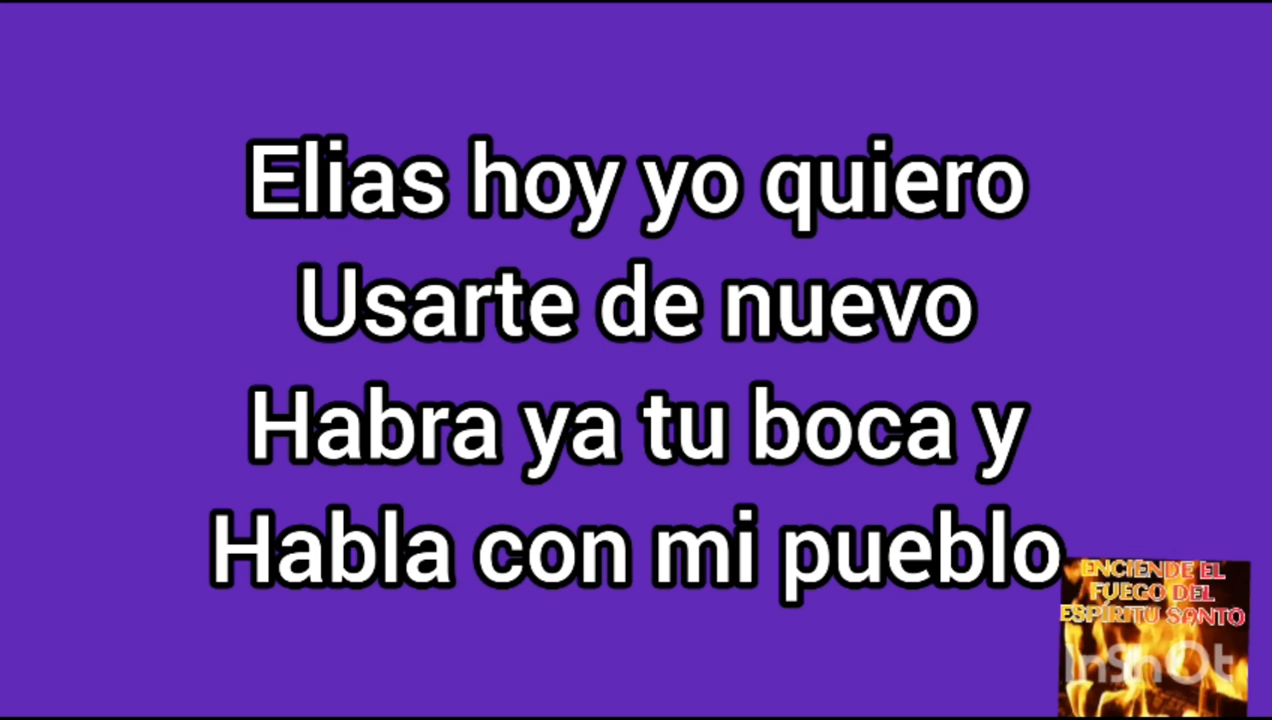 Elias hoy yo quiero
Usarte de nuevo
Habra ya tu boca y
Habla con mi pueblo
ENCIENDE EL
FUEGO DEL
ESPÍRITU SANTO
InShOt